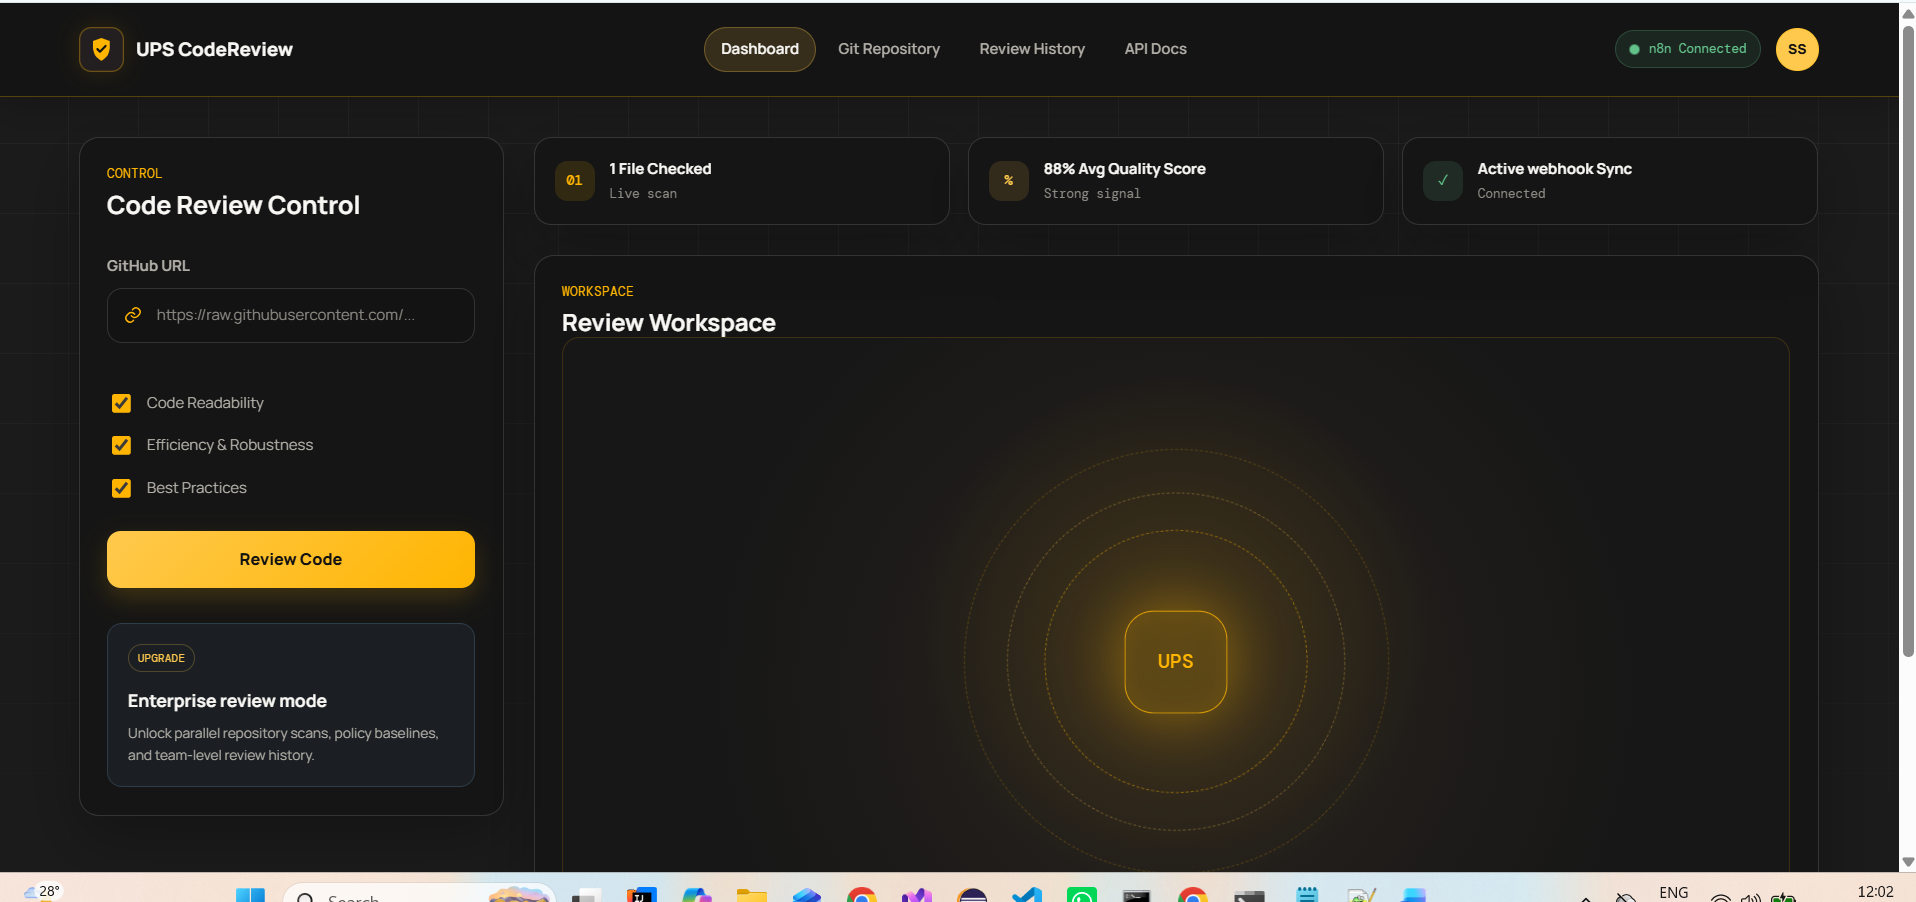 UPS CodeReview
Dashboard
Git Repository
Review History
API Docs
n8n Connected
SS
CONTROL
Code Review Control
GitHub URL
https://raw.githubusercontent.com/...
Code Readability
Efficiency & Robustness
Best Practices
Review Code
UPGRADE
Enterprise review mode
Unlock parallel repository scans, policy baselines,
and team-level review history.
01
1 File Checked
Live scan
%
88% Avg Quality Score
Strong signal
✓
Active webhook Sync
Connected
WORKSPACE
Review Workspace
UPS
28°
Search
ENG
12:02